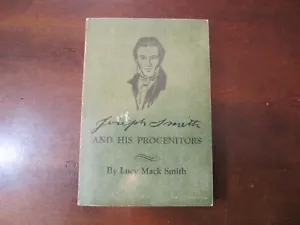 Joseph Smith
AND HIS PROGENITORS
By Lucy Mack Smith